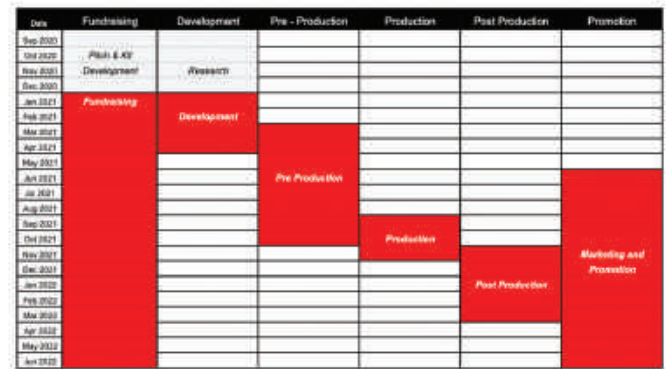 Date Fundraising Development Pre - Production Production Post Production Promotion
Sep 2020
Oct 2020 Pitch & Kit
Nov 2020 Development Research
Dec 2020
Jan 2021 Fundraising
Feb 2021 Development
Mar 2021
Apr 2021
May 2021
Jun 2021 Pre Production
Jul 2021
Aug 2021
Sep 2021
Oct 2021 Production
Nov 2021 Marketing and
Dec 2021 Promotion
Jan 2022 Post Production
Feb 2022
Mar 2022
Apr 2022
May 2022
Jun 2022